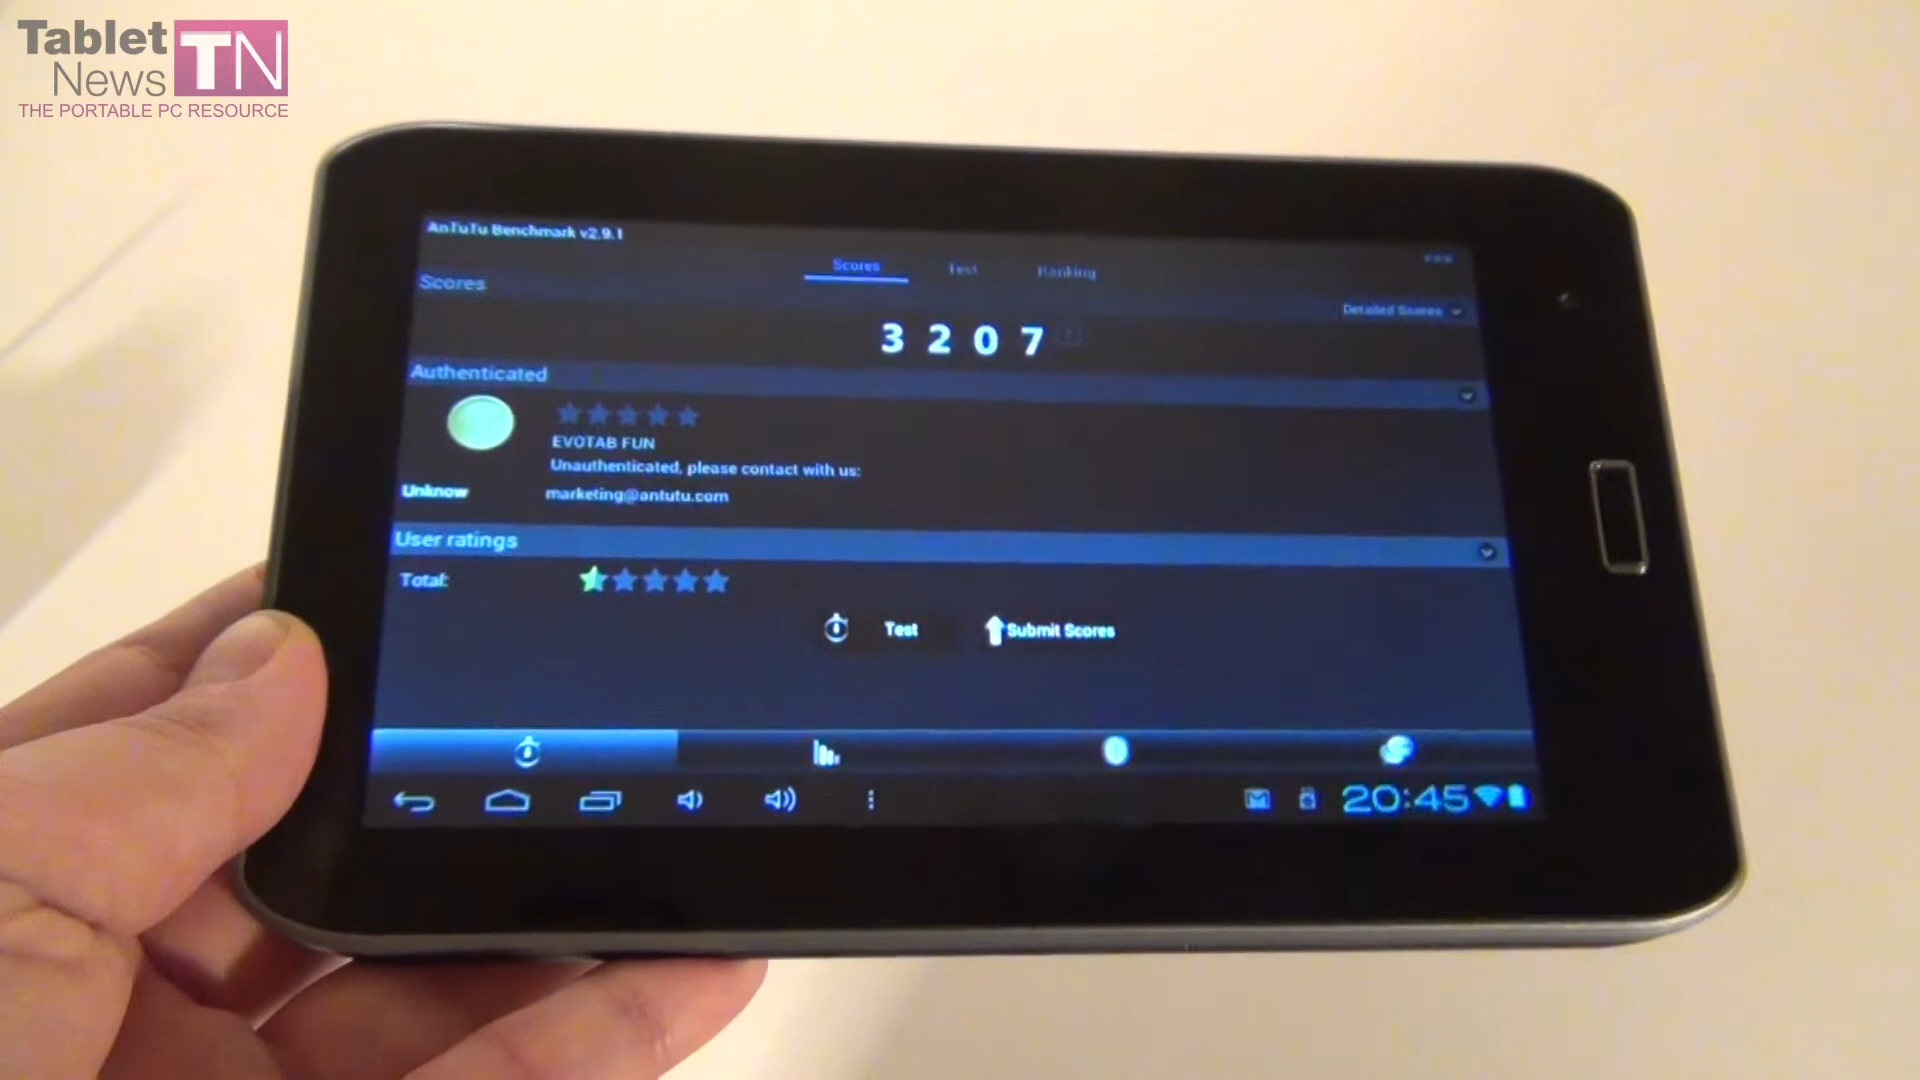 Tablet
News TN
THE PORTABLE PC RESOURCE
AnTuTu Benchmark v2.9.1
Scores Test Ranking
Scores
Detailed Scores
3207
Authenticated
EVOTAB FUN
Unauthenticated, please contact with us:
Unknow marketing@antutu.com
User ratings
Total:
Test Submit Scores
20:45